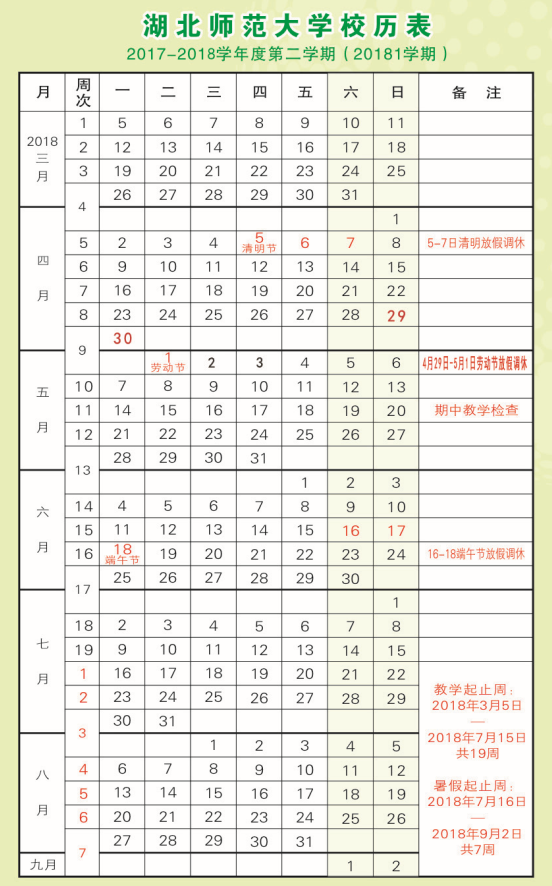 湖北师范大学校历表
2017-2018学年度第二学期（20181学期）
月 周次 一 二 三 四 五 六 日 备 注
2018 三月 1 5 6 7 8 9 10 11
2 12 13 14 15 16 17 18
3 19 20 21 22 23 24 25
4 26 27 28 29 30 31
四月 1
5 2 3 4 5清明节 6 7 8 5-7日清明放假调休
6 9 10 11 12 13 14 15
7 16 17 18 19 20 21 22
8 23 24 25 26 27 28 29
9 30
五月 1劳动节 2 3 4 5 6 4月29日-5月1日劳动节放假调休
10 7 8 9 10 11 12 13
11 14 15 16 17 18 19 20 期中教学检查
12 21 22 23 24 25 26 27
13 28 29 30 31
六月 1 2 3
14 4 5 6 7 8 9 10
15 11 12 13 14 15 16 17
16 18端午节 19 20 21 22 23 24 16-18端午节放假调休
17 25 26 27 28 29 30
七月 1
18 2 3 4 5 6 7 8
19 9 10 11 12 13 14 15
1 16 17 18 19 20 21 22
2 23 24 25 26 27 28 29
3 30 31
八月 1 2 3 4 5
4 6 7 8 9 10 11 12
5 13 14 15 16 17 18 19
6 20 21 22 23 24 25 26
7 27 28 29 30 31
九月 1 2
教学起止周：
2018年3月5日
—
2018年7月15日
共19周
暑假起止周：
2018年7月16日
—
2018年9月2日
共7周